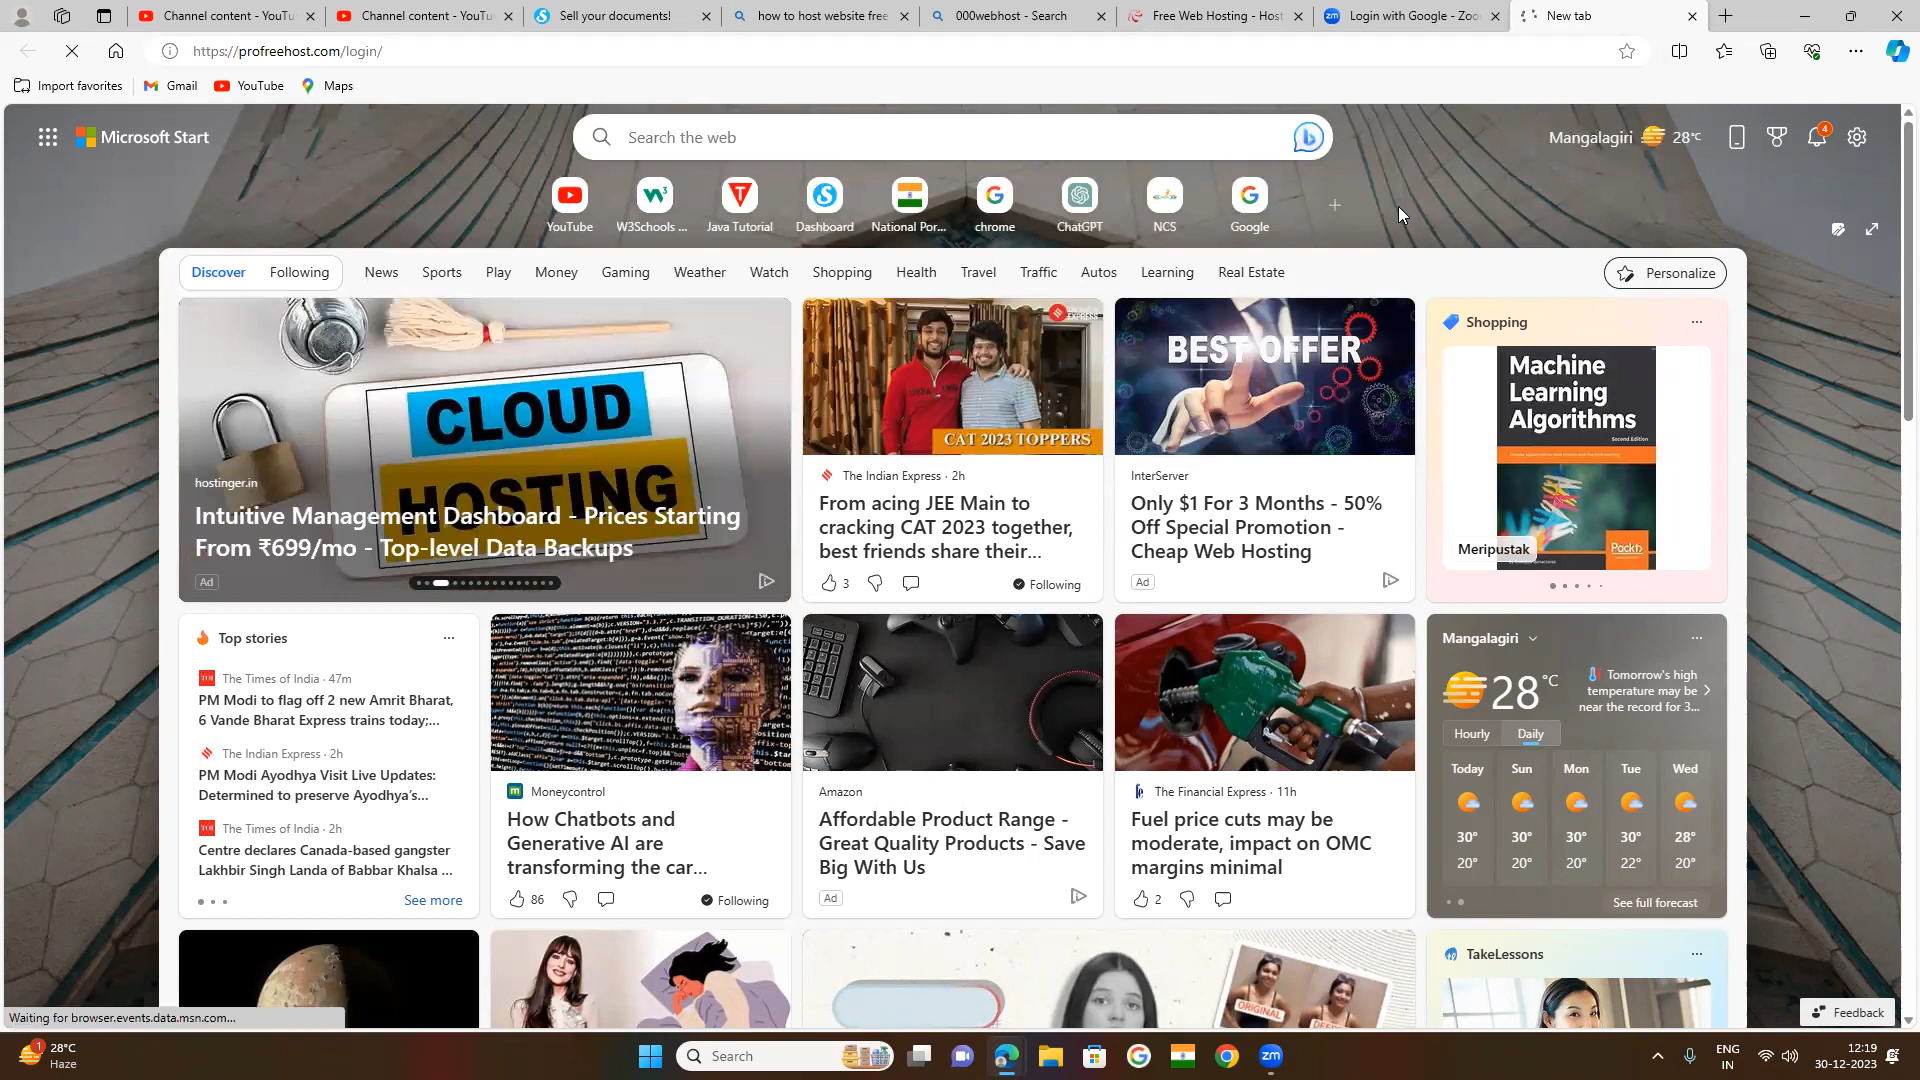 Channel content - YouTu
Channel content - YouTu
Sell your documents!
how to host website free
000webhost - Search
Free Web Hosting - Host
Login with Google - Zoo
New tab
https://profreehost.com/login/
Import favorites
Gmail
YouTube
Maps
Microsoft Start
Search the web
Mangalagiri
28°C
4
YouTube
W3Schools ...
Java Tutorial
Dashboard
National Por...
chrome
ChatGPT
NCS
Google
Discover
Following
News
Sports
Play
Money
Gaming
Weather
Watch
Shopping
Health
Travel
Traffic
Autos
Learning
Real Estate
Personalize
CLOUD
HOSTING
hostinger.in
Intuitive Management Dashboard - Prices Starting
From ₹699/mo - Top-level Data Backups
Ad
CAT 2023 TOPPERS
The Indian Express · 2h
From acing JEE Main to
cracking CAT 2023 together,
best friends share their...
3
Following
BEST OFFER
InterServer
Only $1 For 3 Months - 50%
Off Special Promotion -
Cheap Web Hosting
Ad
Shopping
Machine
Learning
Algorithms
Second Edition
Packt>
Meripustak
Top stories
The Times of India · 47m
PM Modi to flag off 2 new Amrit Bharat,
6 Vande Bharat Express trains today;...
The Indian Express · 2h
PM Modi Ayodhya Visit Live Updates:
Determined to preserve Ayodhya's...
The Times of India · 2h
Centre declares Canada-based gangster
Lakhbir Singh Landa of Babbar Khalsa ...
See more
Moneycontrol
How Chatbots and
Generative AI are
transforming the car...
86
Following
Amazon
Affordable Product Range -
Great Quality Products - Save
Big With Us
Ad
The Financial Express · 11h
Fuel price cuts may be
moderate, impact on OMC
margins minimal
2
Mangalagiri
28°C
Tomorrow's high
temperature may be
near the record for 3...
Hourly
Daily
Today
Sun
Mon
Tue
Wed
30°
30°
30°
30°
28°
20°
20°
20°
22°
20°
See full forecast
TakeLessons
ORIGINAL
Feedback
Waiting for browser.events.data.msn.com...
1
28°C
Haze
Search
zm
ENG
IN
12:19
30-12-2023